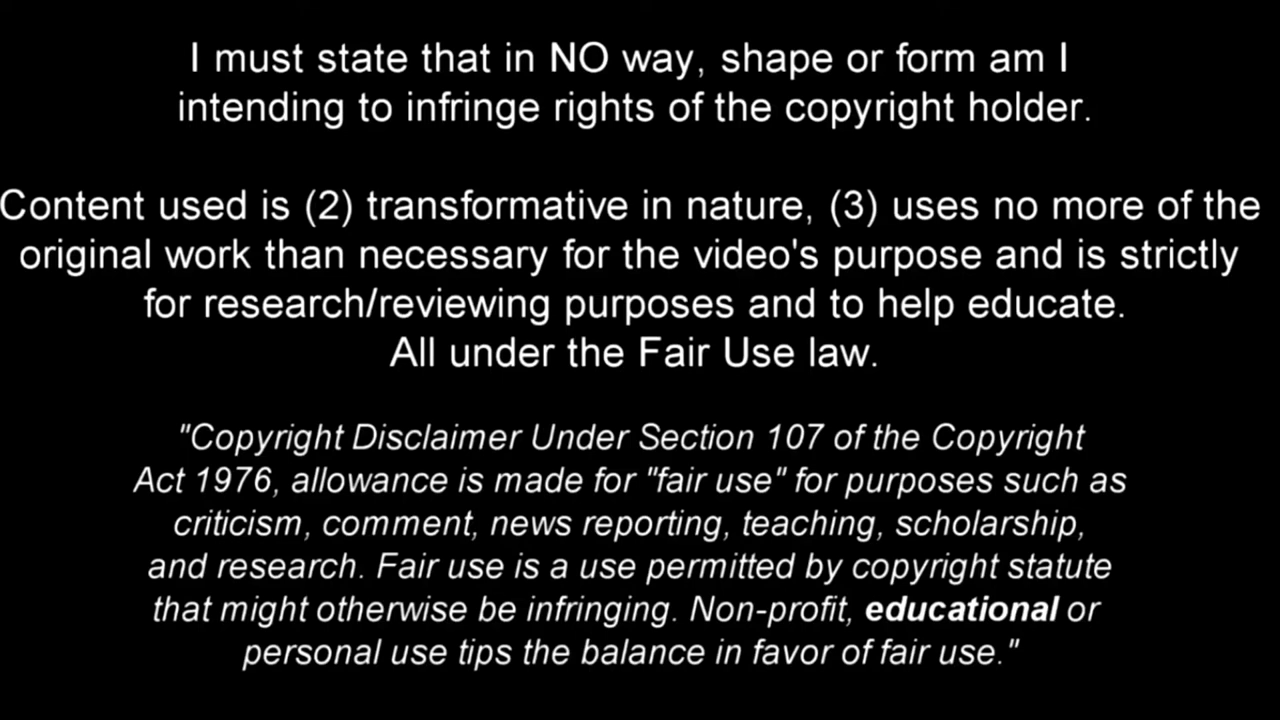 I must state that in NO way, shape or form am I
intending to infringe rights of the copyright holder.
Content used is (2) transformative in nature, (3) uses no more of the
original work than necessary for the video's purpose and is strictly
for research/reviewing purposes and to help educate.
All under the Fair Use law.
"Copyright Disclaimer Under Section 107 of the Copyright
Act 1976, allowance is made for "fair use" for purposes such as
criticism, comment, news reporting, teaching, scholarship,
and research. Fair use is a use permitted by copyright statute
that might otherwise be infringing. Non-profit, educational or
personal use tips the balance in favor of fair use."